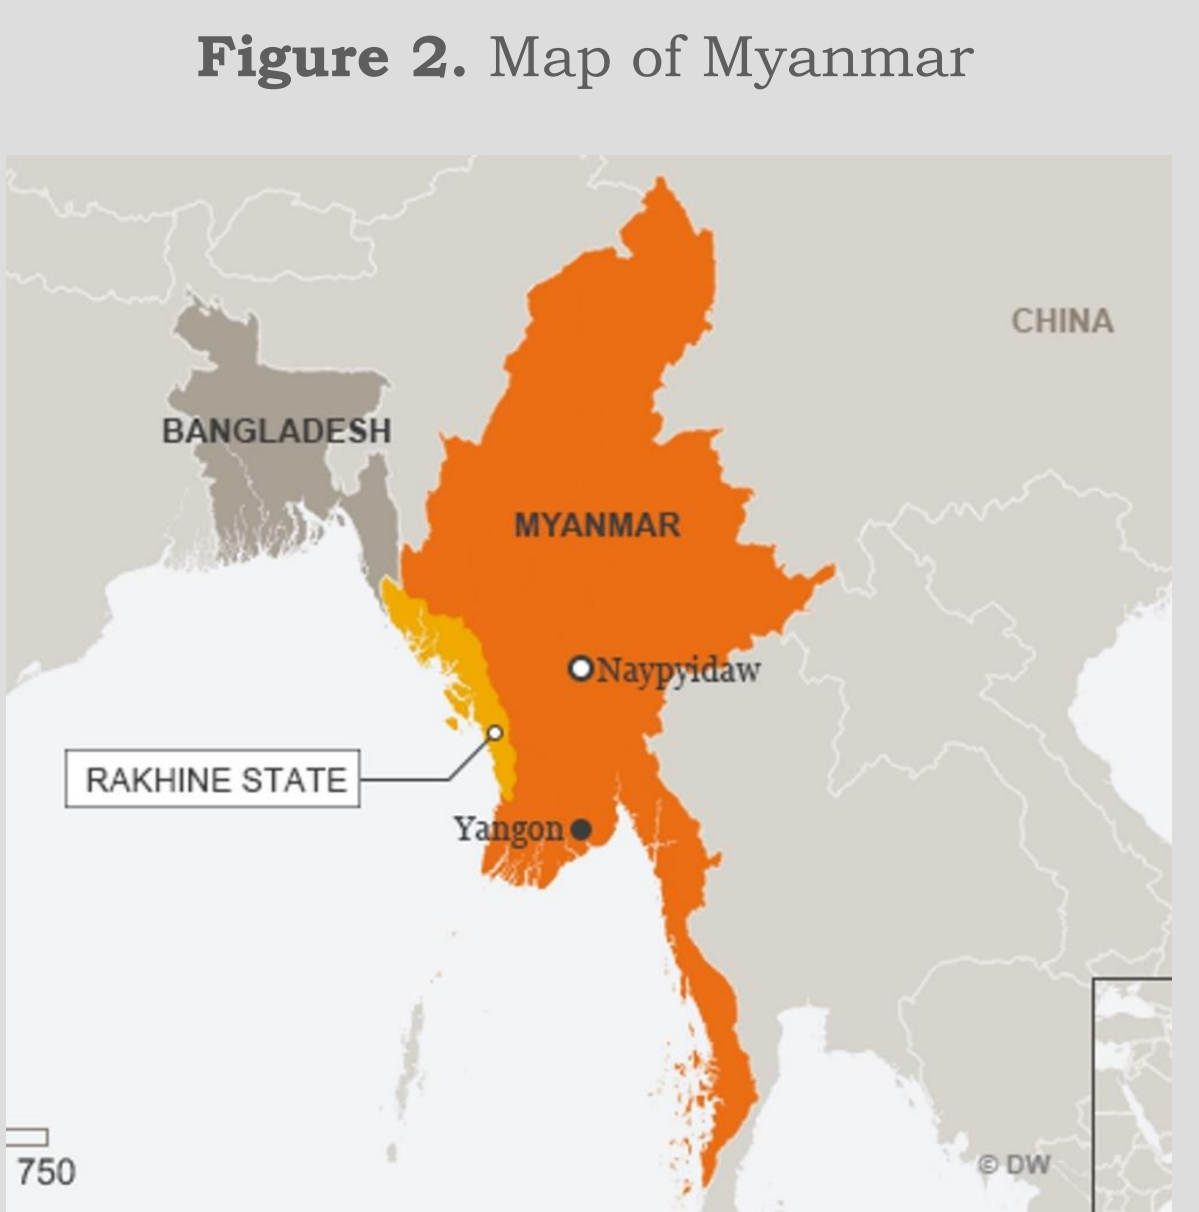 Figure 2. Map of Myanmar
CHINA
BANGLADESH
MYANMAR
Naypyidaw
RAKHINE STATE
Yangon
© DW
750